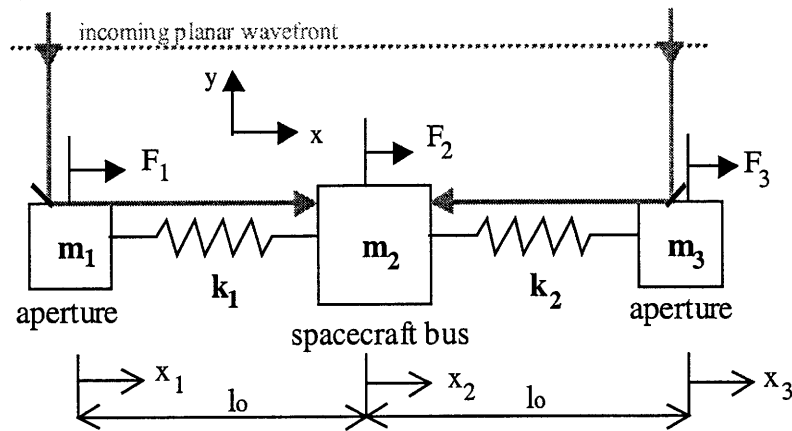 incoming planar wavefront
y
x
F1
F2
F3
m1
m2
m3
k1
k2
aperture
spacecraft bus
aperture
x1
x2
x3
lo
lo